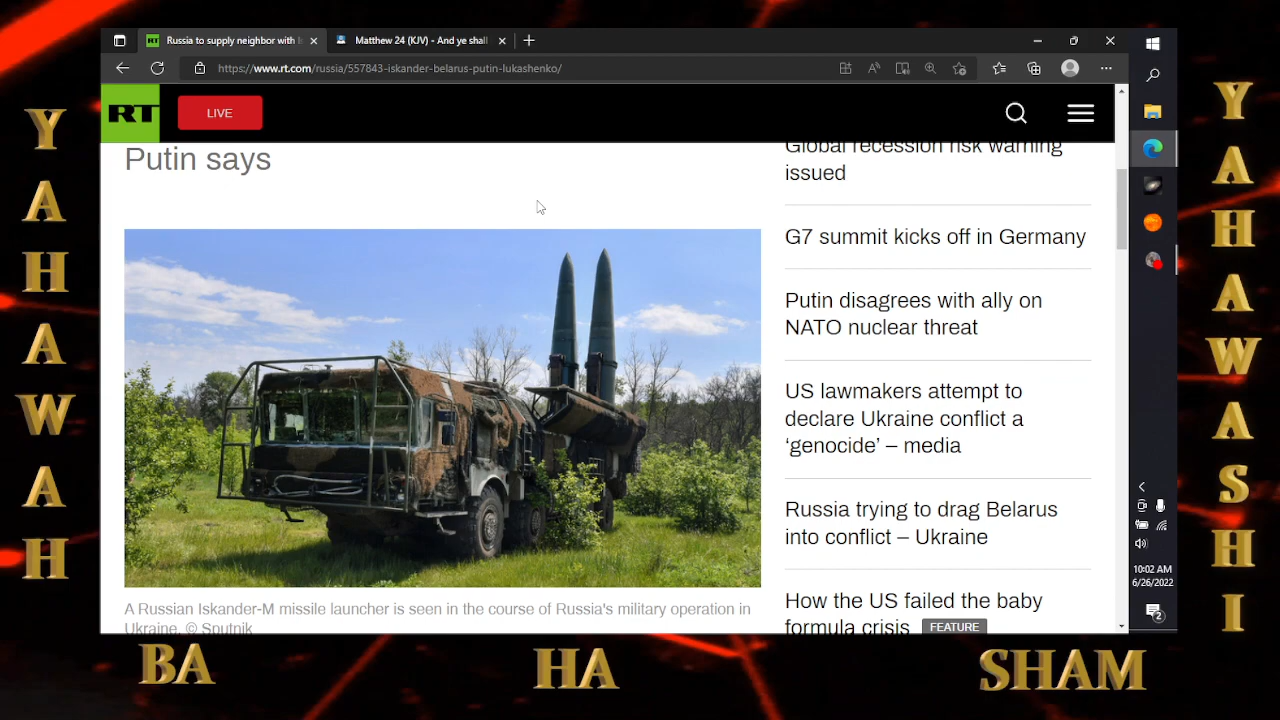 Y
A
H
A
W
A
H
Russia to supply neighbor with
Matthew 24 (KJV) - And ye shall
https://www.rt.com/russia/557843-iskander-belarus-putin-lukashenko/
RT
LIVE
Putin says
A Russian Iskander-M missile launcher is seen in the course of Russia's military operation in
Ukraine. © Sputnik
Global recession risk warning
issued
G7 summit kicks off in Germany
Putin disagrees with ally on
NATO nuclear threat
US lawmakers attempt to
declare Ukraine conflict a
‘genocide’ – media
Russia trying to drag Belarus
into conflict – Ukraine
How the US failed the baby
formula crisis FEATURE
10:02 AM
6/26/2022
2
Y
A
H
A
W
A
S
H
I
BA HA SHAM